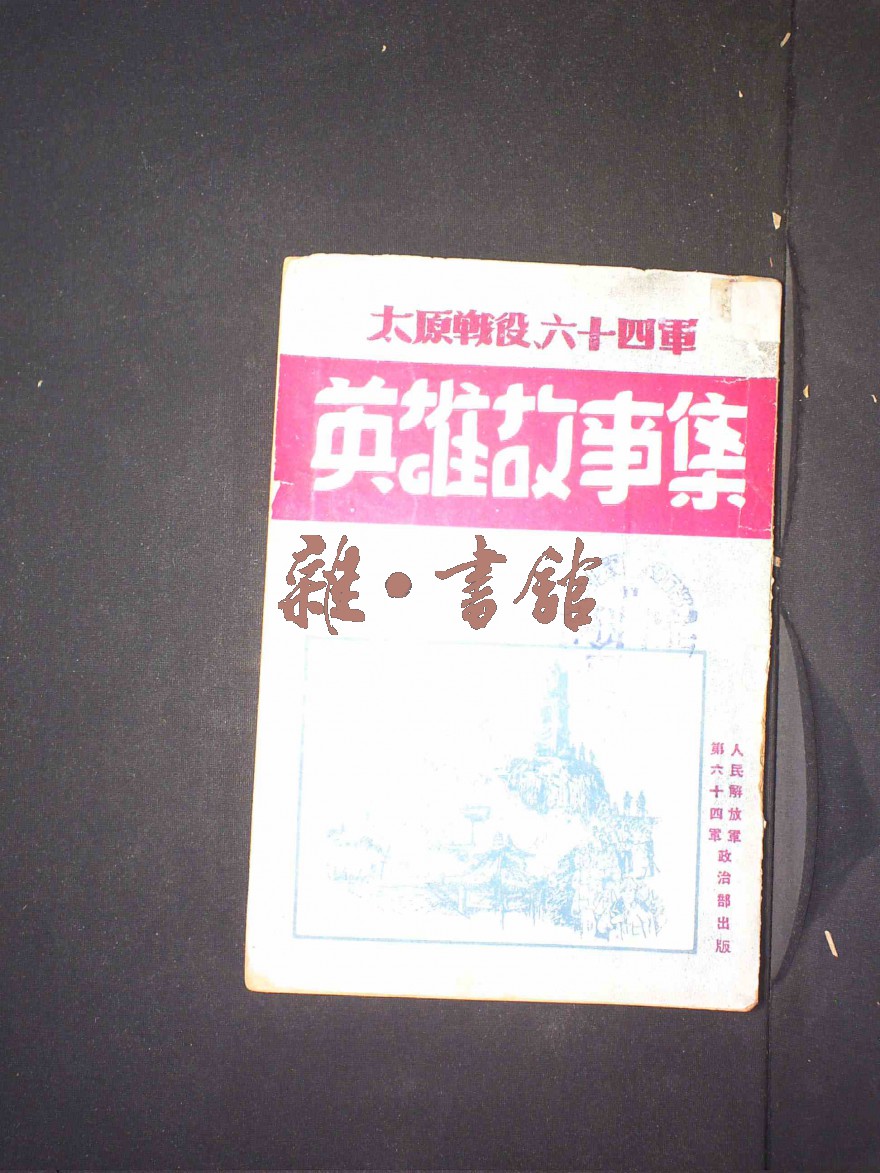 太原戰役、六十四軍
英雄故事集
雜·書館
人民解放軍
第六十四軍
政治部出版